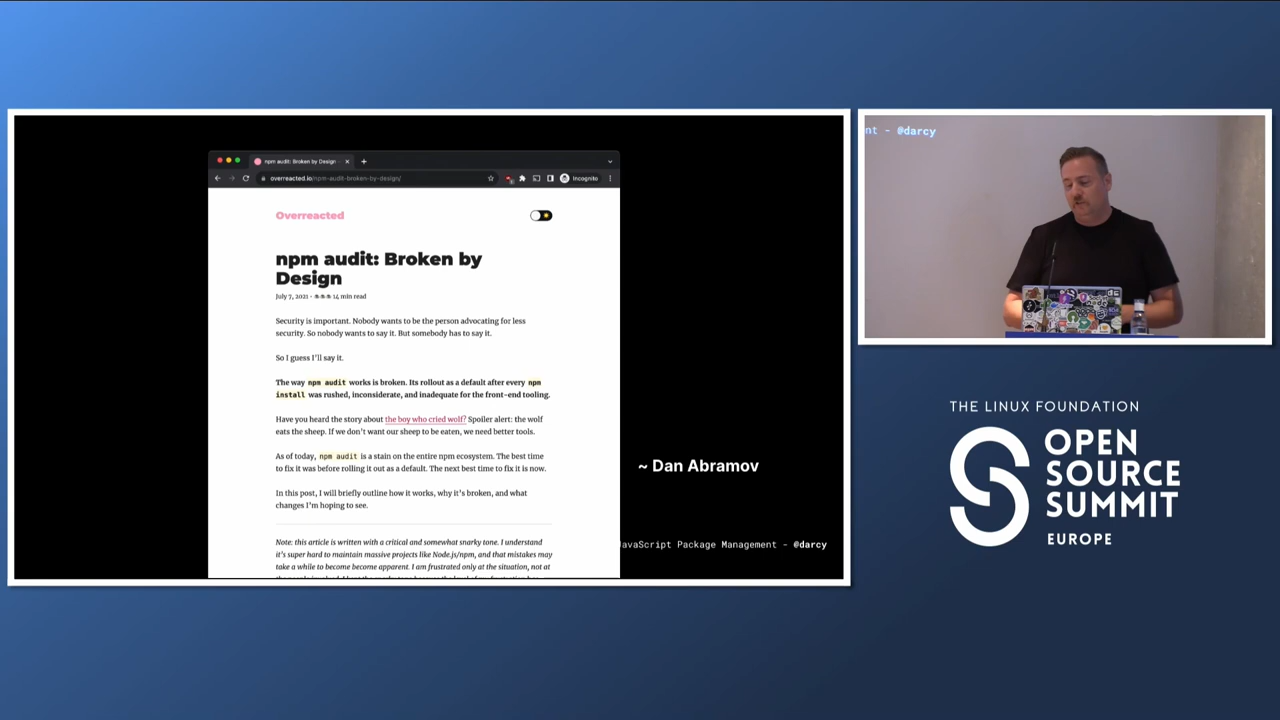 npm audit: Broken by Design
overreacted.io/npm-audit-broken-by-design/
Incognito
Overreacted
npm audit: Broken by
Design
July 7, 2021 · 14 min read
Security is important. Nobody wants to be the person advocating for less
security. So nobody wants to say it. But somebody has to say it.
So I guess I'll say it.
The way npm audit works is broken. Its rollout as a default after every npm
install was rushed, inconsiderate, and inadequate for the front-end tooling.
Have you heard the story about the boy who cried wolf? Spoiler alert: the wolf
eats the sheep. If we don't want our sheep to be eaten, we need better tools.
As of today, npm audit is a stain on the entire npm ecosystem. The best time
to fix it was before rolling it out as a default. The next best time to fix it is now.
In this post, I will briefly outline how it works, why it's broken, and what
changes I'm hoping to see.
Note: this article is written with a critical and somewhat snarky tone. I understand
it's super hard to maintain massive projects like Node.js/npm, and that mistakes may
take a while to become become apparent. I am frustrated only at the situation, not at
~ Dan Abramov
JavaScript Package Management - @darcy
nt - @darcy
THE LINUX FOUNDATION
OPEN
SOURCE
SUMMIT
EUROPE